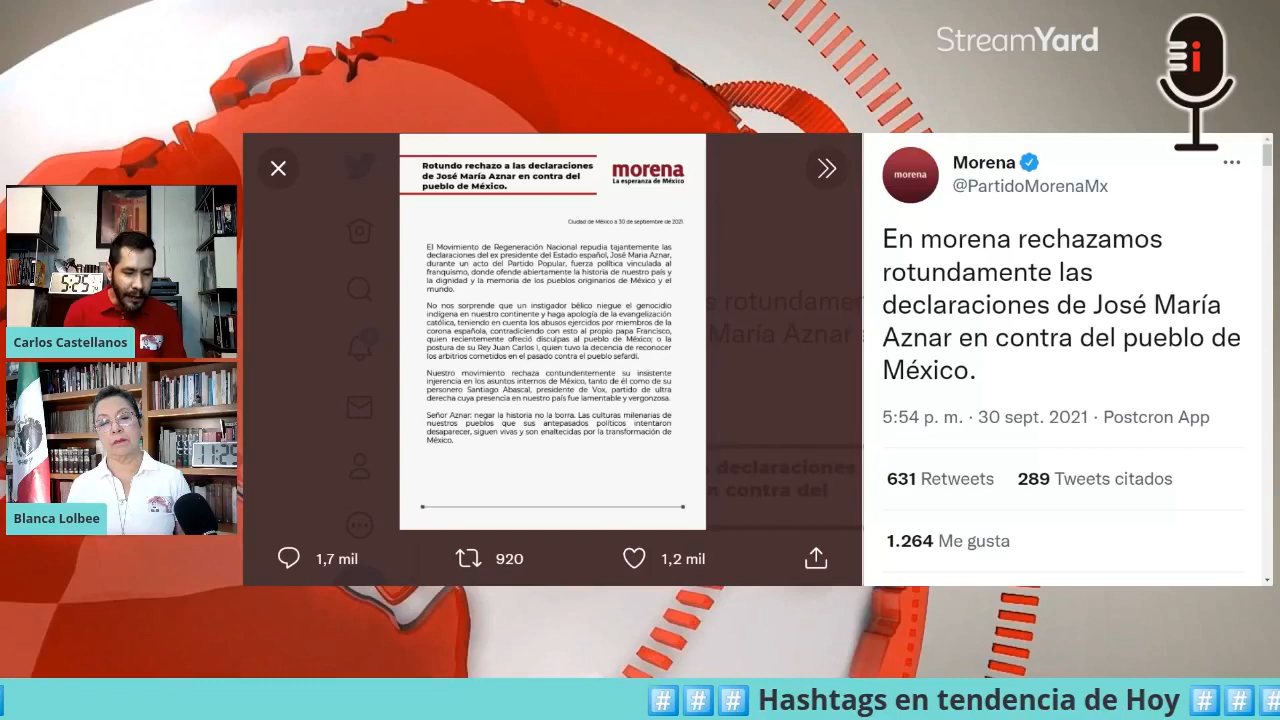 StreamYard
i
Rotundo rechazo a las declaraciones
de José María Aznar en contra del
pueblo de México.
morena
La esperanza de México
Ciudad de México a 30 de septiembre de 2021
El Movimiento de Regeneración Nacional repudia tajantemente las
declaraciones del ex presidente del Estado español, José María Aznar,
durante un acto del Partido Popular, fuerza política vinculada al
franquismo, donde ofende abiertamente la historia de nuestro país y
la dignidad y la memoria de los pueblos originarios de México y el
mundo.
No nos sorprende que un instigador bélico niegue el genocidio
indígena en nuestro continente y haga apología de la evangelización
católica, teniendo en cuenta los abusos ejercidos por miembros de la
corona española, contradiciendo con esto al propio papa Francisco,
quien recientemente ofreció disculpas al pueblo de México; o la
postura de su Rey Juan Carlos I, quien tuvo la decencia de reconocer
los arbitrios cometidos en el pasado contra el pueblo sefardí.
Nuestro movimiento rechaza contundentemente su insistente
injerencia en los asuntos internos de México, tanto de él como de su
personero Santiago Abascal, presidente de Vox, partido de ultra
derecha cuya presencia en nuestro país fue lamentable y vergonzosa.
Señor Aznar: negar la historia no la borra. Las culturas milenarias de
nuestros pueblos que sus antepasados políticos intentaron
desaparecer, siguen vivas y son enaltecidas por la transformación de
México.
1,7 mil
920
1,2 mil
morena
Morena
@PartidoMorenaMx
En morena rechazamos
rotundamente las
declaraciones de José María
Aznar en contra del pueblo de
México.
5:54 p. m. · 30 sept. 2021 · Postcron App
631 Retweets 289 Tweets citados
1.264 Me gusta
s rotundamen
María Aznar
declaraciones
n contra del
5:25
Carlos Castellanos
Blanca Lolbee
### Hashtags en tendencia de Hoy ###